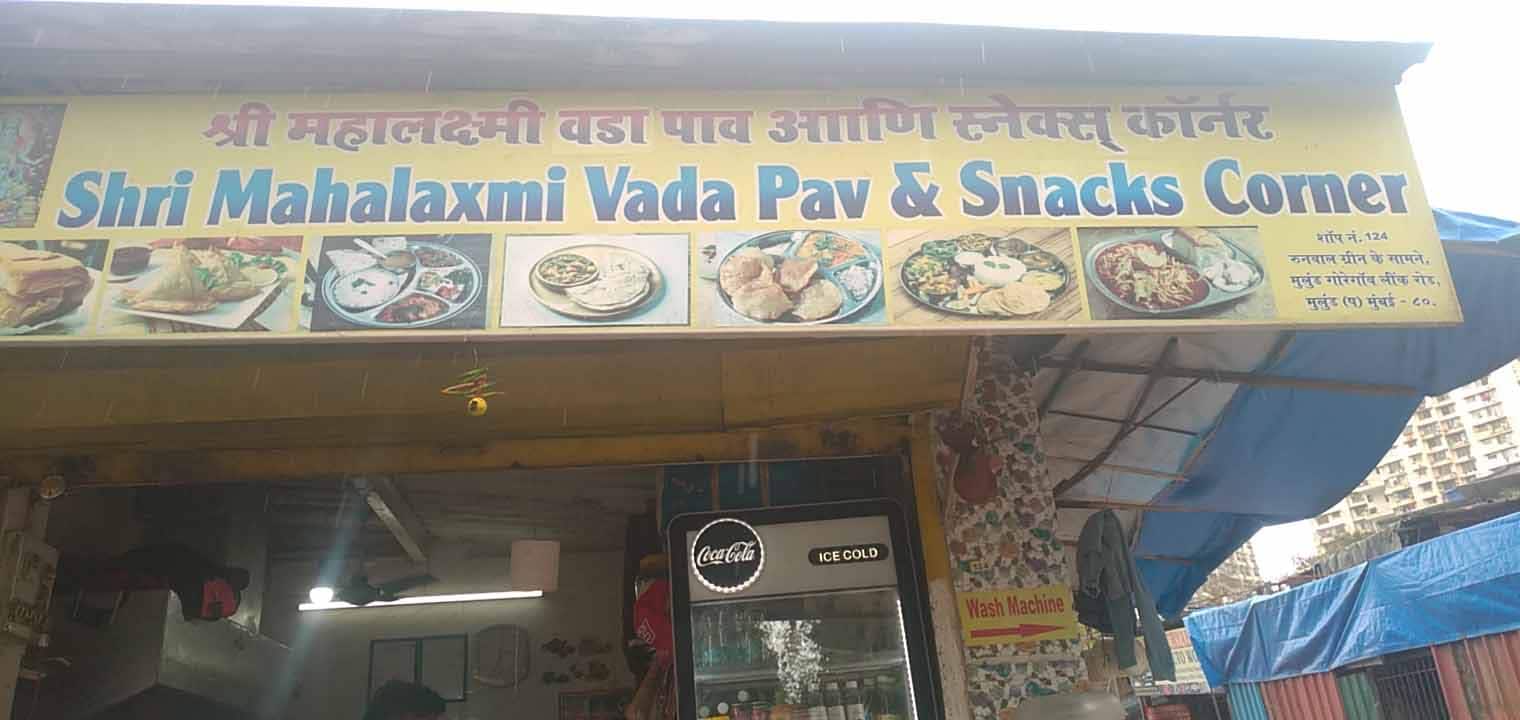 श्री महालक्ष्मी वडा पाव आाणि स्नेक्स् कॉर्नर
Shri Mahalaxmi Vada Pav & Snacks Corner
शॉप नं. 124
रुनवाल ग्रीन के सामने,
मुलुंड गोरेगाँव लींक रोड,
मुलुंड (प) मुंबई - ८०.
Coca-Cola
ICE COLD
124
Wash Machine